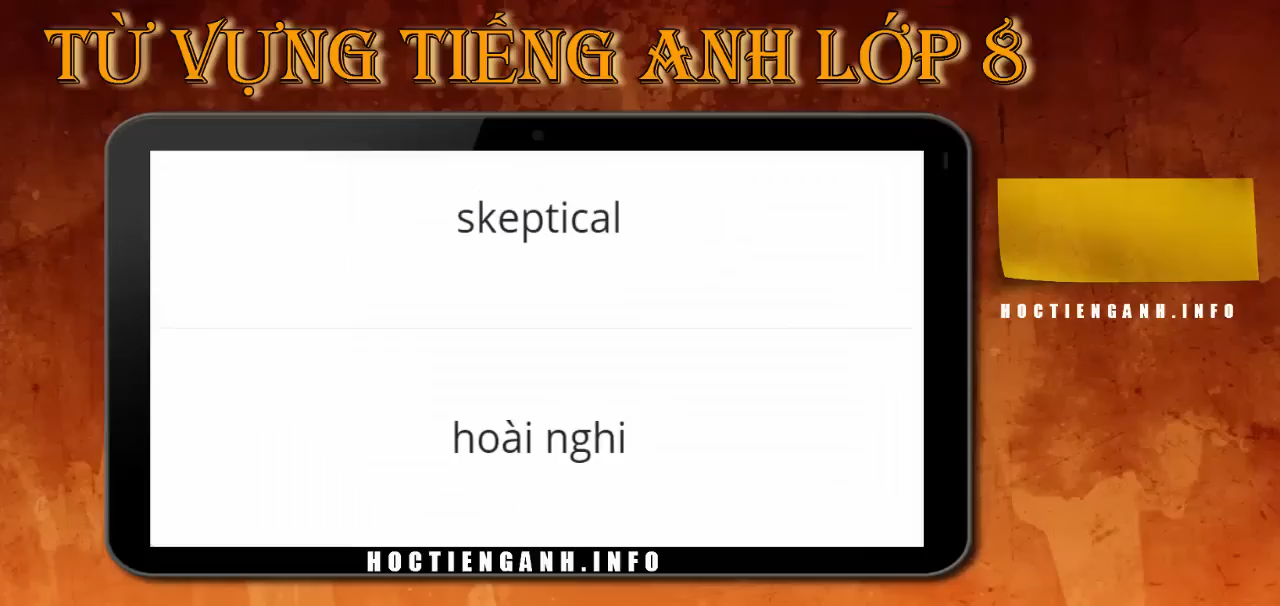 TỪ VỰNG TIẾNG ANH LỚP 8
skeptical
hoài nghi
HOCTIENGANH.INFO
HOCTIENGANH.INFO